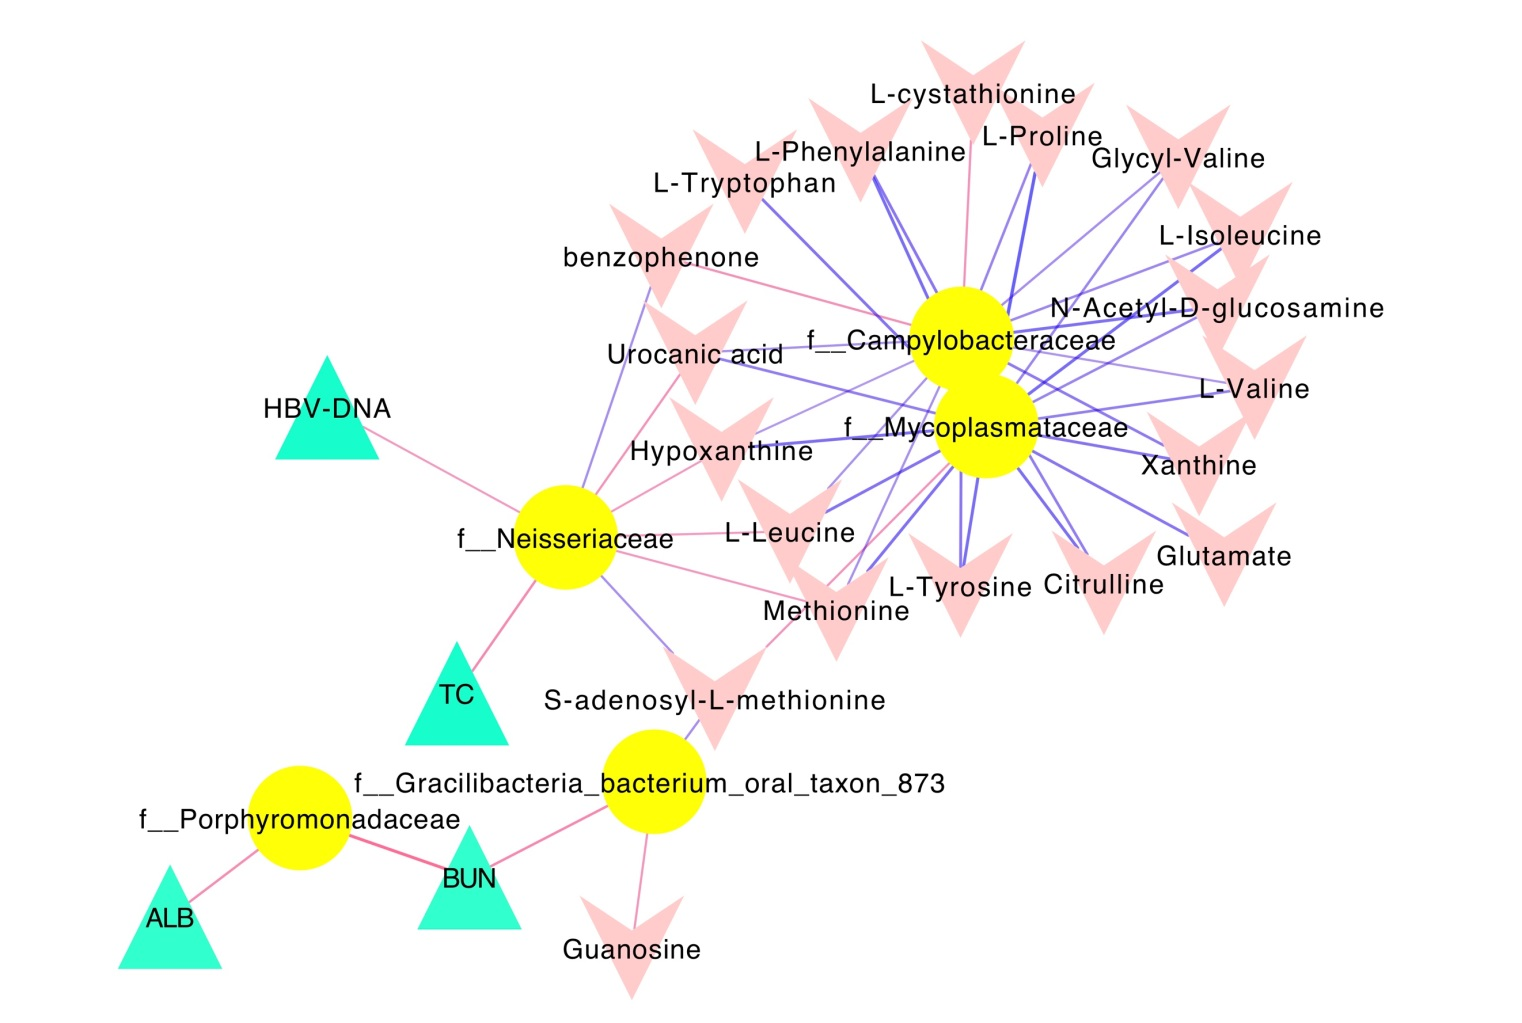 L-cystathionine
L-Proline
L-Phenylalanine
Glycyl-Valine
L-Tryptophan
L-Isoleucine
benzophenone
N-Acetyl-D-glucosamine
f__Campylobacteraceae
Urocanic acid
L-Valine
HBV-DNA
f__Mycoplasmataceae
Hypoxanthine
Xanthine
L-Leucine
f__Neisseriaceae
Glutamate
Citrulline
L-Tyrosine
Methionine
TC
S-adenosyl-L-methionine
f__Gracilibacteria_bacterium_oral_taxon_873
f__Porphyromonadaceae
BUN
ALB
Guanosine